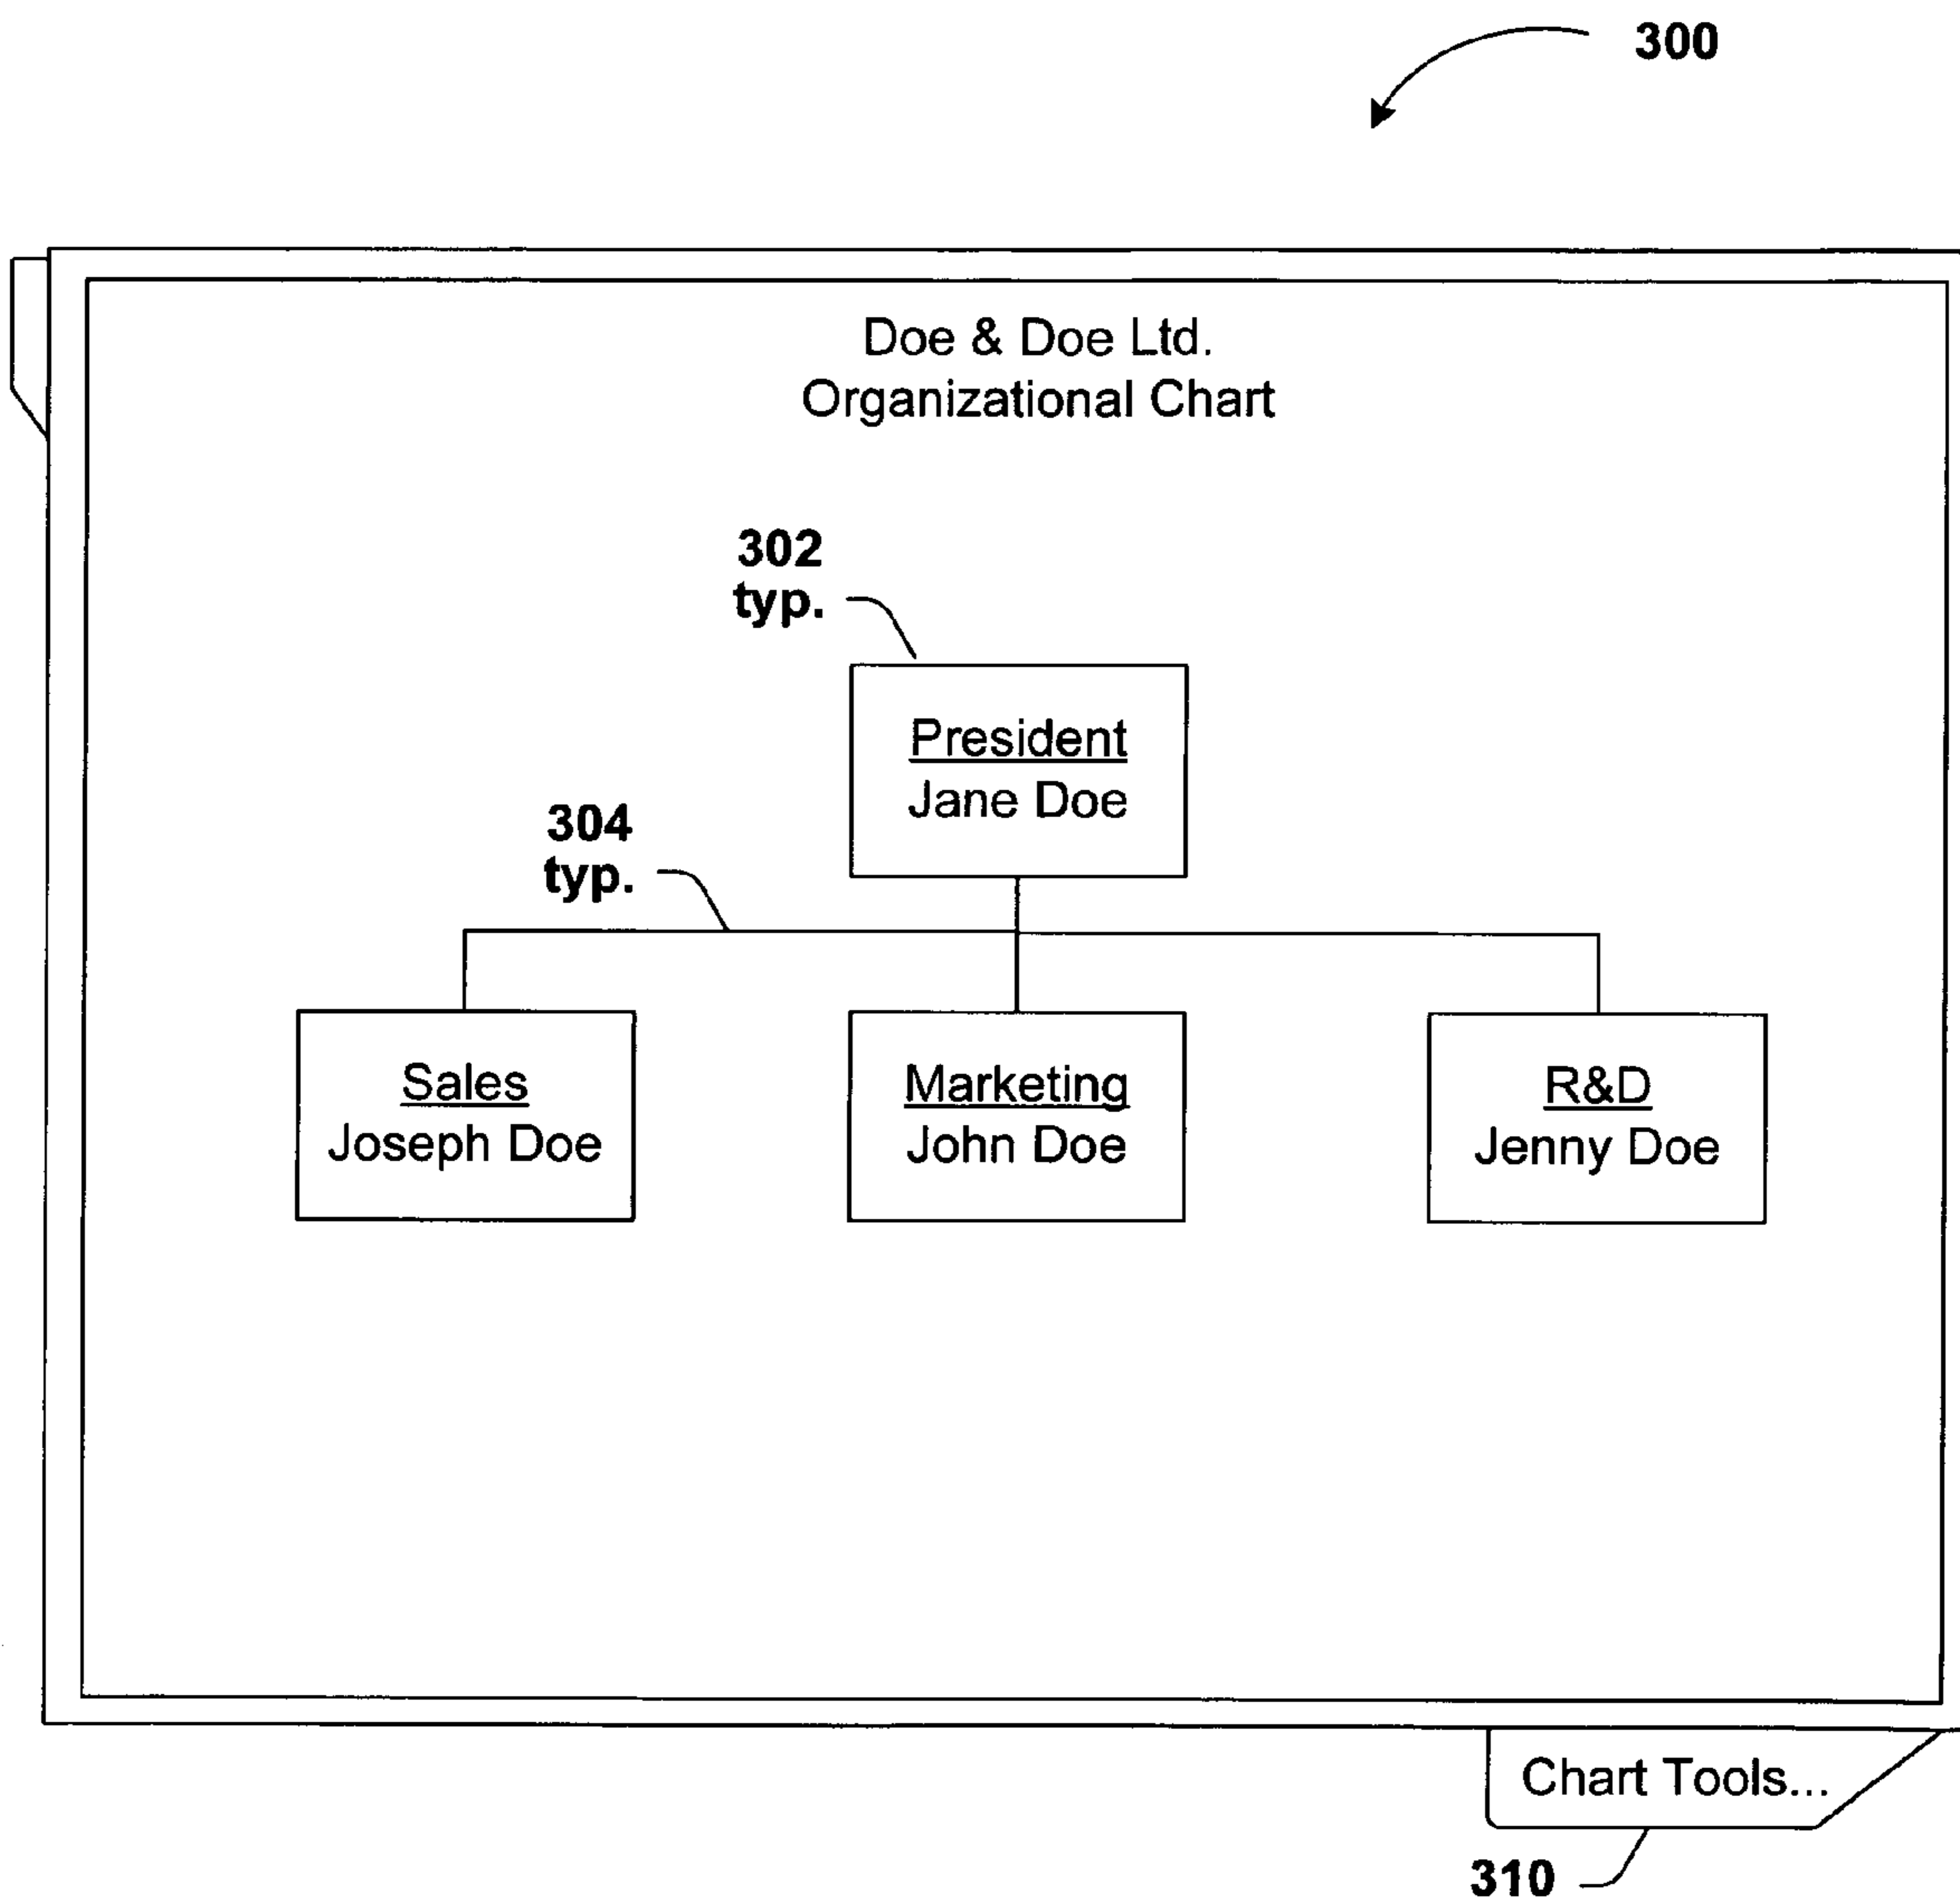 300
Doe & Doe Ltd.
Organizational Chart
302
typ.
President
Jane Doe
304
typ.
Sales
Joseph Doe
Marketing
John Doe
R&D
Jenny Doe
Chart Tools...
310